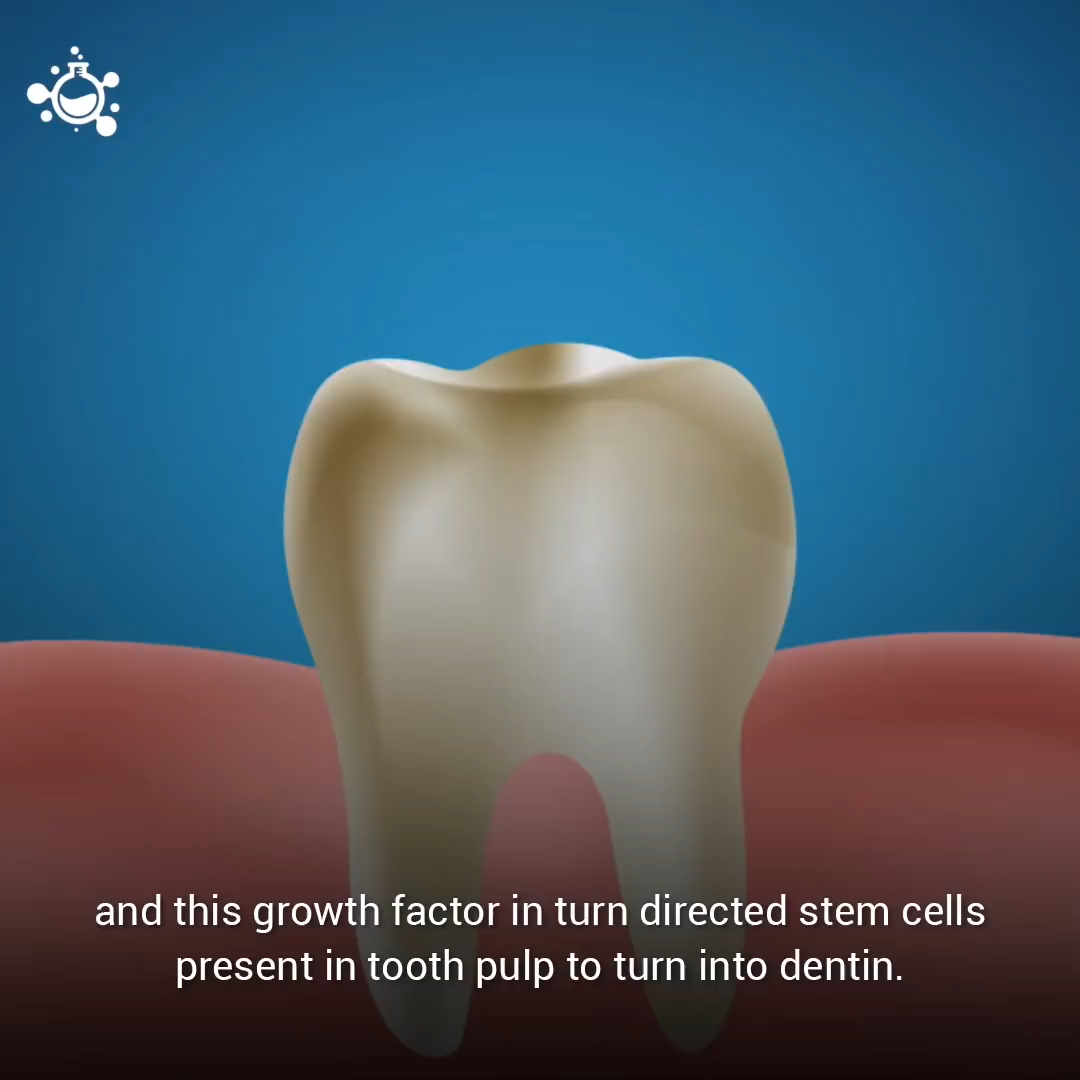 and this growth factor in turn directed stem cells
present in tooth pulp to turn into dentin.